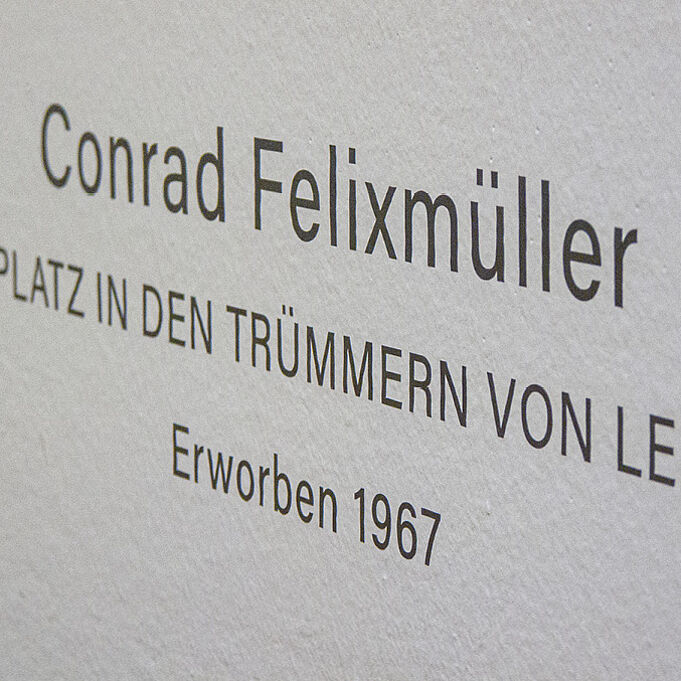 Conrad Felixmüller
PLATZ IN DEN TRÜMMERN VON LE
Erworben 1967